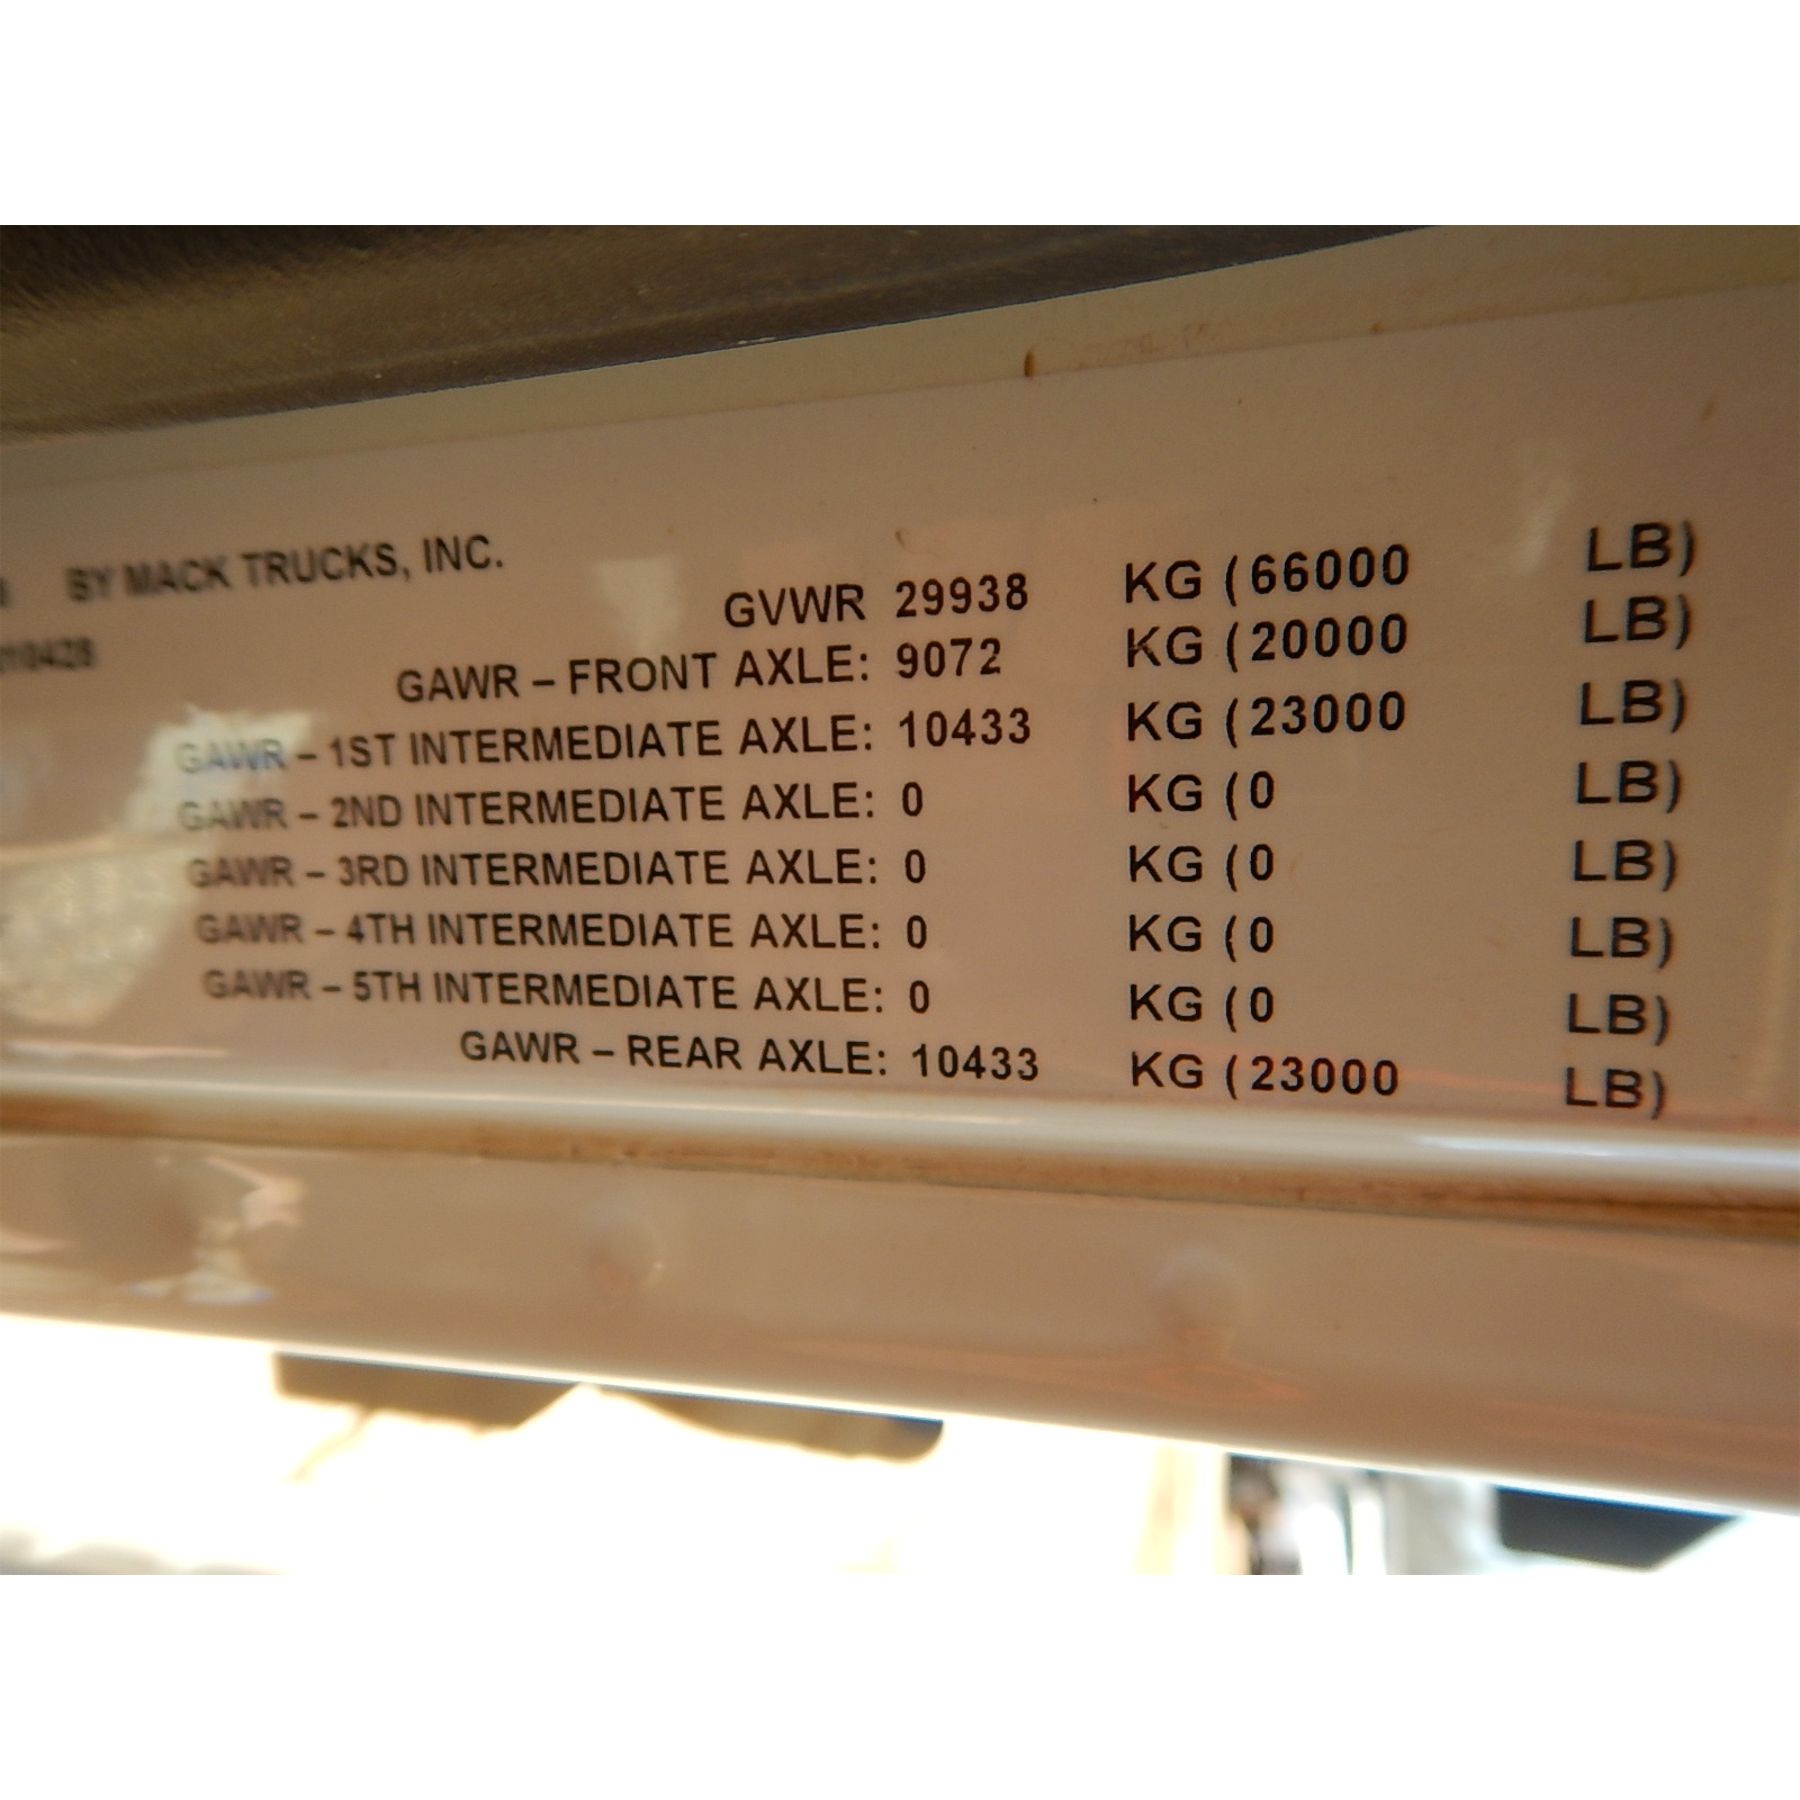 BY MACK TRUCKS, INC.
GVWR 29938 KG (66000 LB)
GAWR – FRONT AXLE: 9072 KG (20000 LB)
GAWR – 1ST INTERMEDIATE AXLE: 10433 KG (23000 LB)
GAWR – 2ND INTERMEDIATE AXLE: 0 KG (0 LB)
GAWR – 3RD INTERMEDIATE AXLE: 0 KG (0 LB)
GAWR – 4TH INTERMEDIATE AXLE: 0 KG (0 LB)
GAWR – 5TH INTERMEDIATE AXLE: 0 KG (0 LB)
GAWR – REAR AXLE: 10433 KG (23000 LB)